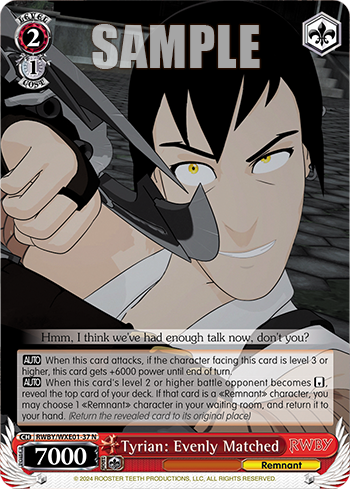 LEVEL
2
SAMPLE
1
COST
Hmm, I think we've had enough talk now, don't you?
AUTO When this card attacks, if the character facing this card is level 3 or
higher, this card gets +6000 power until end of turn.
AUTO When this card's level 2 or higher battle opponent becomes [ ],
reveal the top card of your deck. If that card is a «Remnant» character, you
may choose 1 «Remnant» character in your waiting room, and return it to
your hand. (Return the revealed card to its original place)
CH RWBY/WXE01-37 N
POWER 7000
Tyrian: Evenly Matched RWBY
Remnant
© 2024 ROOSTER TEETH PRODUCTIONS, LLC, ALL RIGHTS RESERVED.